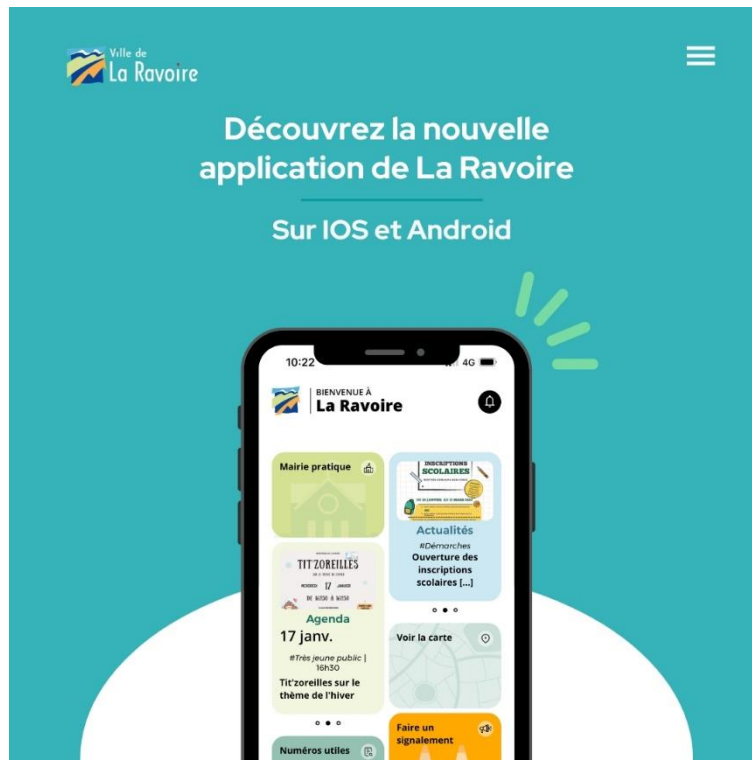 Ville de
La Ravoire
Découvrez la nouvelle
application de La Ravoire
Sur IOS et Android
10:22
4G
BIENVENUE À
La Ravoire
Mairie pratique
INSCRIPTIONS
SCOLAIRES
Actualités
#Démarches
Ouverture des
inscriptions
scolaires [...]
TIT'ZOREILLES
MERCREDI 17 JANVIER
Agenda
17 janv.
#Très jeune public |
16h30
Tit'zoreilles sur le
thème de l'hiver
Voir la carte
Faire un
signalement
Numéros utiles